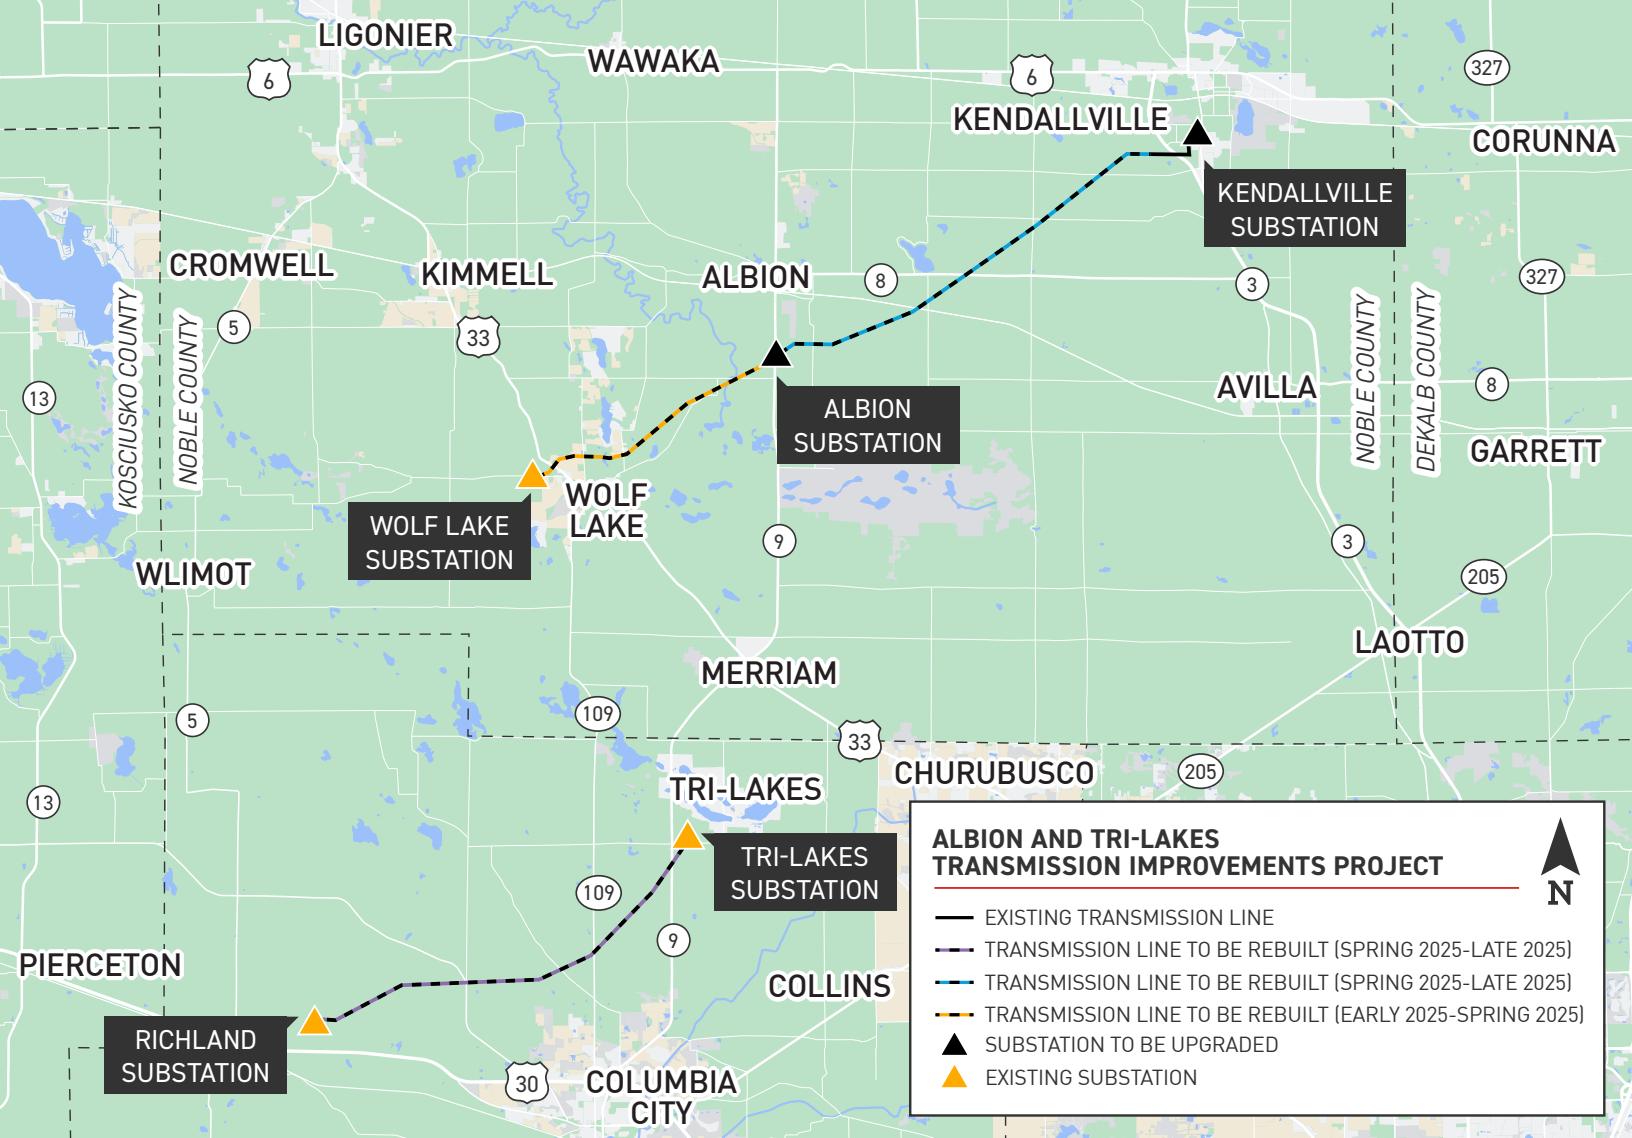 LIGONIER
WAWAKA
6
6
327
KENDALLVILLE
CORUNNA
KENDALLVILLE
SUBSTATION
CROMWELL
KIMMELL
ALBION
8
3
327
5
33
KOSCIUSKO COUNTY
NOBLE COUNTY
NOBLE COUNTY
DEKALB COUNTY
13
AVILLA
8
ALBION
SUBSTATION
GARRETT
WOLF
LAKE
WOLF LAKE
SUBSTATION
9
3
WLIMOT
205
LAOTTO
MERRIAM
5
109
33
CHURUBUSCO
205
TRI-LAKES
13
TRI-LAKES
SUBSTATION
109
9
PIERCETON
COLLINS
RICHLAND
SUBSTATION
30
COLUMBIA
CITY
ALBION AND TRI-LAKES
TRANSMISSION IMPROVEMENTS PROJECT
N
EXISTING TRANSMISSION LINE
TRANSMISSION LINE TO BE REBUILT (SPRING 2025-LATE 2025)
TRANSMISSION LINE TO BE REBUILT (SPRING 2025-LATE 2025)
TRANSMISSION LINE TO BE REBUILT (EARLY 2025-SPRING 2025)
SUBSTATION TO BE UPGRADED
EXISTING SUBSTATION